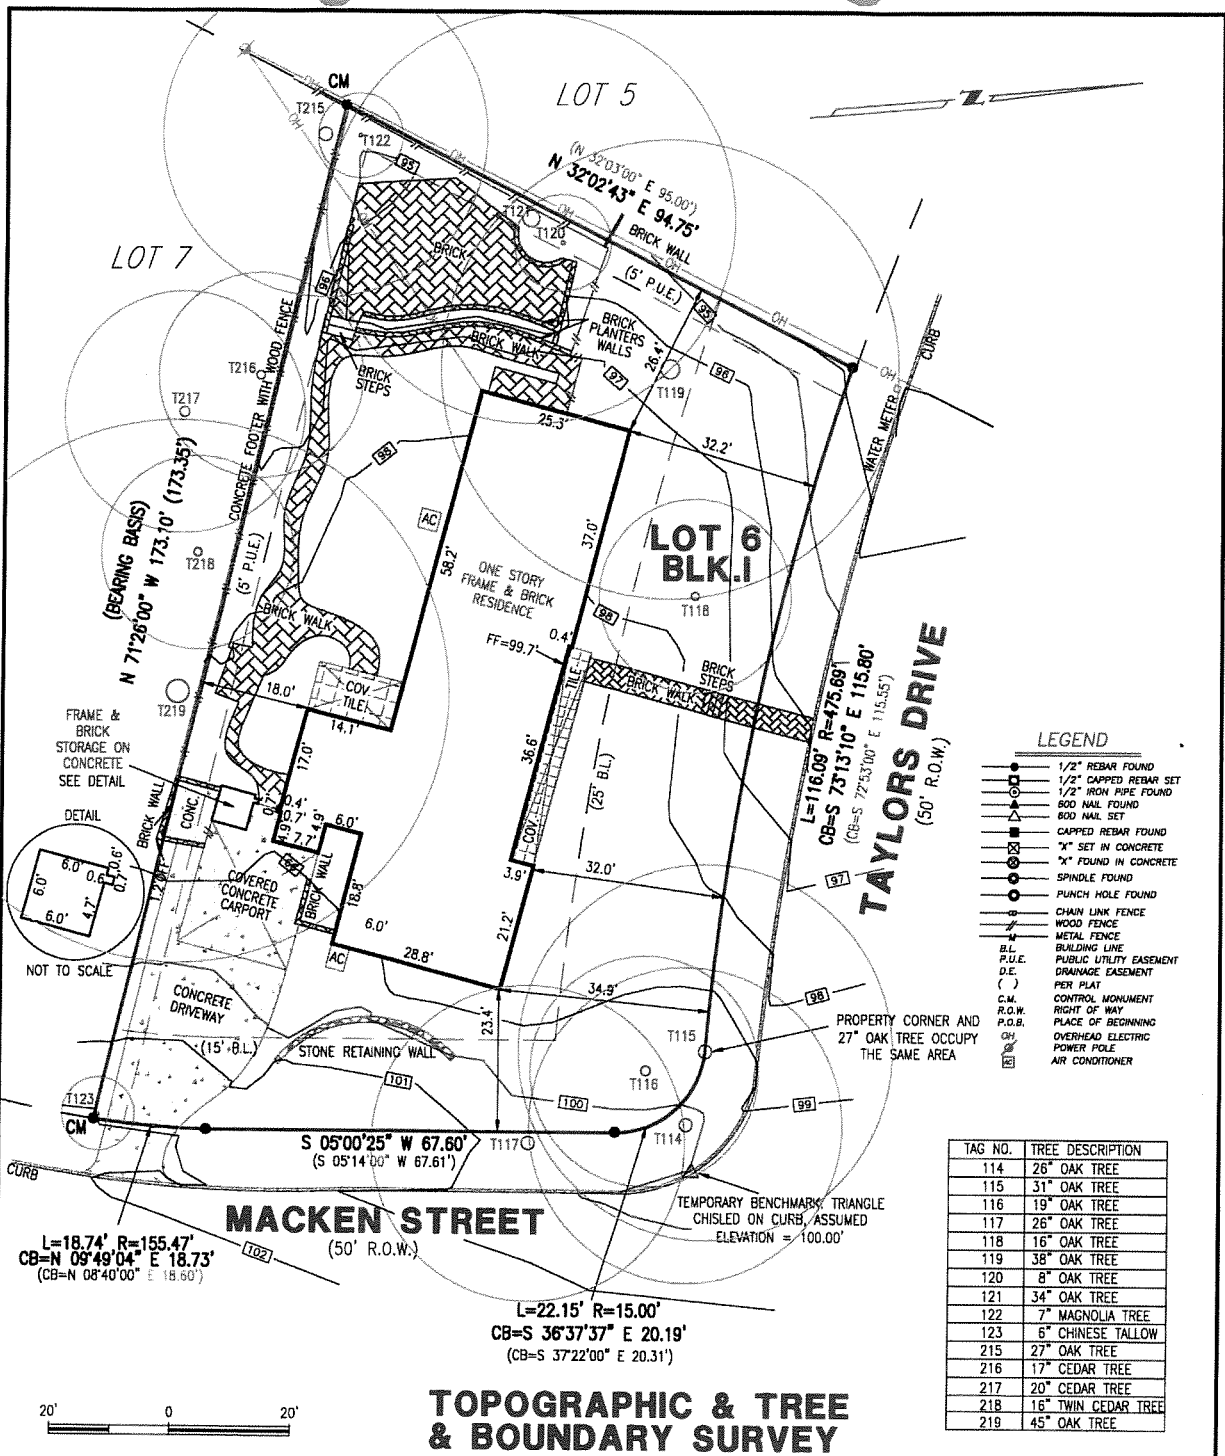 CM
LOT 5
Z
T215
T122
OH
OH
OH
95
(N 32°03'00" E 95.00')
N 32°02'43" E 94.75'
BRICK WALL
(5' P.U.E.)
T121
T120
OH
OH
OH
OH
LOT 7
96
BRICK
95
BRICK
PLANTERS
WALLS
BRICK WALK
BRICK
STEPS
26.4'
96
97
T119
CURB
WATER METER
T216
T217
CONCRETE FOOTER WITH WOOD FENCE
25.3'
32.2'
98
AC
(BEARING BASIS)
N 71°26'00" W 173.10' (173.35')
(5' P.U.E.)
T218
58.2'
37.0'
LOT 6
BLK.I
ONE STORY
FRAME & BRICK
RESIDENCE
FF=99.7'
98
T118
0.4'
BRICK WALK
BRICK
STEPS
BRICK WALK
TILE
18.0'
COV.
TILE
14.1'
T219
FRAME &
BRICK
STORAGE ON
CONCRETE
SEE DETAIL
17.0'
36.6'
(25' B.L.)
L=116.09' R=475.69'
CB=S 73°13'10" E 115.80'
(CB=S 72°53'00" E 115.55')
TAYLORS DRIVE
(50' R.O.W.)
DETAIL
BRICK WALL
CONC.
0.7'
0.4'
0.7'
4.9'
7.7'
4.9'
6.0'
COV.
6.0'
0.6'
0.6'
0.7'
6.0'
4.7'
6.0'
NOT TO SCALE
1.2' OFF
COVERED
CONCRETE
CARPORT
BRICK WALL
18.8'
6.0'
3.9'
32.0'
97
21.2'
AC
28.8'
34.9'
98
CONCRETE
DRIVEWAY
23.4'
(15' B.L.)
STONE RETAINING WALL
T115
PROPERTY CORNER AND
27" OAK TREE OCCUPY
THE SAME AREA
T116
101
100
99
T123
CM
T117
T114
S 05°00'25" W 67.60'
(S 05°14'00" W 67.61')
CURB
MACKEN STREET
(50' R.O.W.)
TEMPORARY BENCHMARK, TRIANGLE
CHISLED ON CURB, ASSUMED
ELEVATION = 100.00'
102
L=18.74' R=155.47'
CB=N 09°49'04" E 18.73'
(CB=N 08°40'00" E 18.60')
L=22.15' R=15.00'
CB=S 36°37'37" E 20.19'
(CB=S 37°22'00" E 20.31')
LEGEND
1/2" REBAR FOUND
1/2" CAPPED REBAR SET
1/2" IRON PIPE FOUND
60D NAIL FOUND
60D NAIL SET
CAPPED REBAR FOUND
"X" SET IN CONCRETE
"X" FOUND IN CONCRETE
SPINDLE FOUND
PUNCH HOLE FOUND
CHAIN LINK FENCE
WOOD FENCE
METAL FENCE
B.L. BUILDING LINE
P.U.E. PUBLIC UTILITY EASEMENT
D.E. DRAINAGE EASEMENT
( ) PER PLAT
C.M. CONTROL MONUMENT
R.O.W. RIGHT OF WAY
P.O.B. PLACE OF BEGINNING
OH OVERHEAD ELECTRIC
POWER POLE
AC AIR CONDITIONER
TAG NO. TREE DESCRIPTION
114 26" OAK TREE
115 31" OAK TREE
116 19" OAK TREE
117 26" OAK TREE
118 16" OAK TREE
119 38" OAK TREE
120 8" OAK TREE
121 34" OAK TREE
122 7" MAGNOLIA TREE
123 6" CHINESE TALLOW
215 27" OAK TREE
216 17" CEDAR TREE
217 20" CEDAR TREE
218 16" TWIN CEDAR TREE
219 45" OAK TREE
20' 0 20'
TOPOGRAPHIC & TREE
& BOUNDARY SURVEY